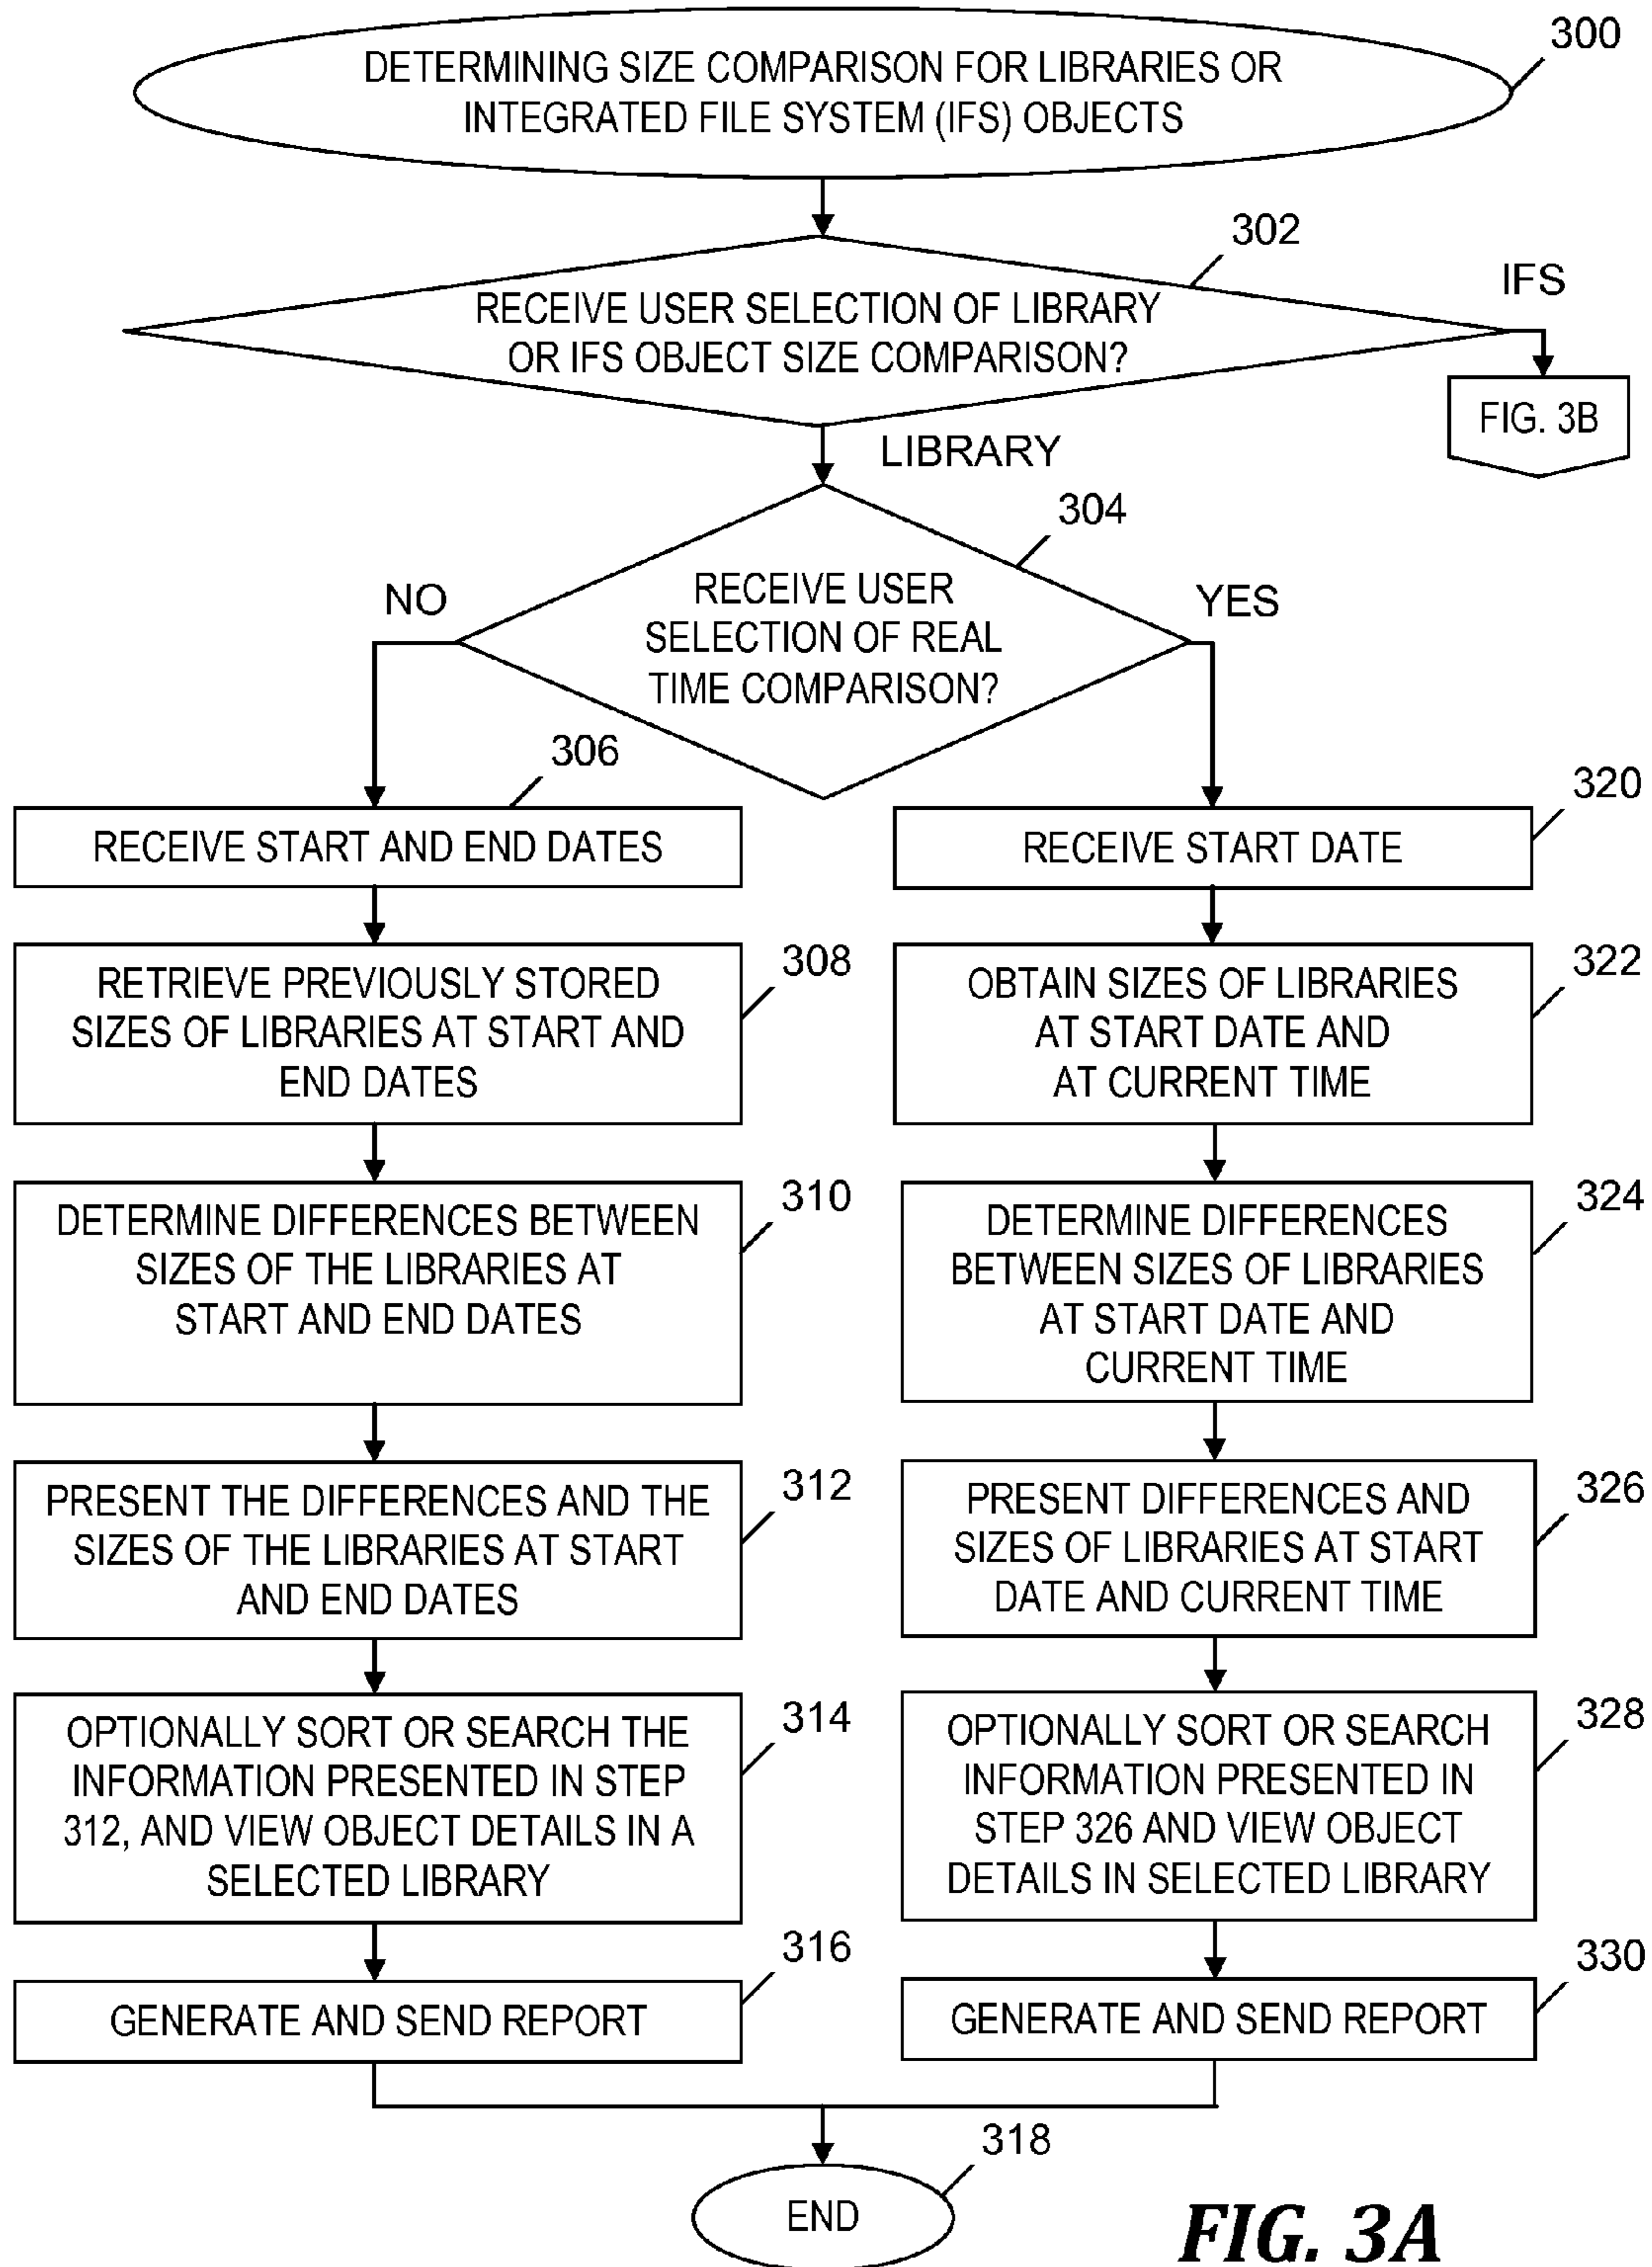 300
DETERMINING SIZE COMPARISON FOR LIBRARIES OR
INTEGRATED FILE SYSTEM (IFS) OBJECTS
302
IFS
RECEIVE USER SELECTION OF LIBRARY
OR IFS OBJECT SIZE COMPARISON?
FIG. 3B
LIBRARY
304
NO
YES
RECEIVE USER
SELECTION OF REAL
TIME COMPARISON?
306
RECEIVE START AND END DATES
308
RETRIEVE PREVIOUSLY STORED
SIZES OF LIBRARIES AT START AND
END DATES
310
DETERMINE DIFFERENCES BETWEEN
SIZES OF THE LIBRARIES AT
START AND END DATES
312
PRESENT THE DIFFERENCES AND THE
SIZES OF THE LIBRARIES AT START
AND END DATES
314
OPTIONALLY SORT OR SEARCH THE
INFORMATION PRESENTED IN STEP
312, AND VIEW OBJECT DETAILS IN A
SELECTED LIBRARY
316
GENERATE AND SEND REPORT
320
RECEIVE START DATE
322
OBTAIN SIZES OF LIBRARIES
AT START DATE AND
AT CURRENT TIME
324
DETERMINE DIFFERENCES
BETWEEN SIZES OF LIBRARIES
AT START DATE AND
CURRENT TIME
326
PRESENT DIFFERENCES AND
SIZES OF LIBRARIES AT START
DATE AND CURRENT TIME
328
OPTIONALLY SORT OR SEARCH
INFORMATION PRESENTED IN
STEP 326 AND VIEW OBJECT
DETAILS IN SELECTED LIBRARY
330
GENERATE AND SEND REPORT
318
END
FIG. 3A